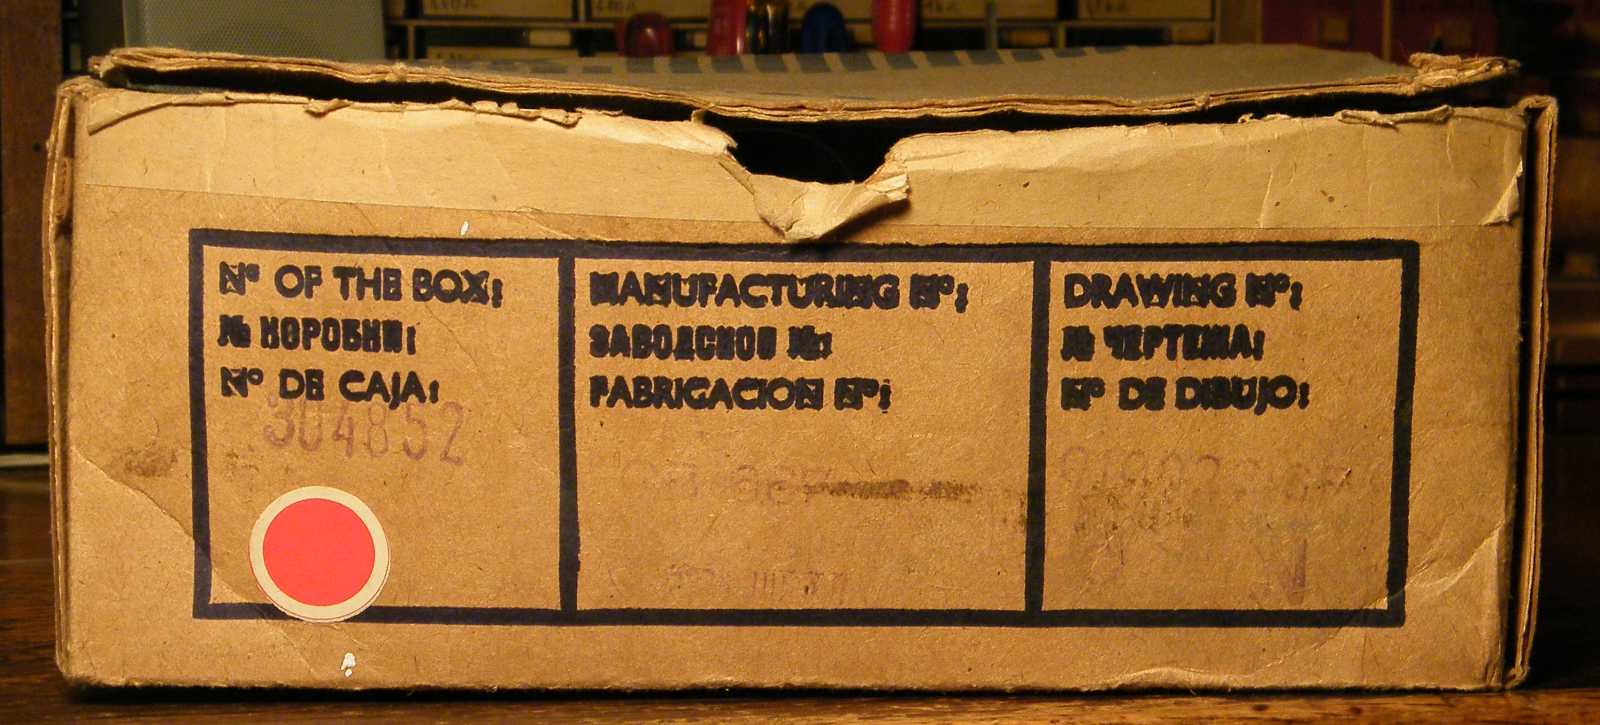 Nº OF THE BOX:
№ КОРОБКИ:
Nº DE CAJA:
304852
MANUFACTURING Nº:
ЗАВОДСКОЙ №:
FABRICACION Nº:
DRAWING Nº:
№ ЧЕРТЕЖА:
Nº DE DIBUJO: